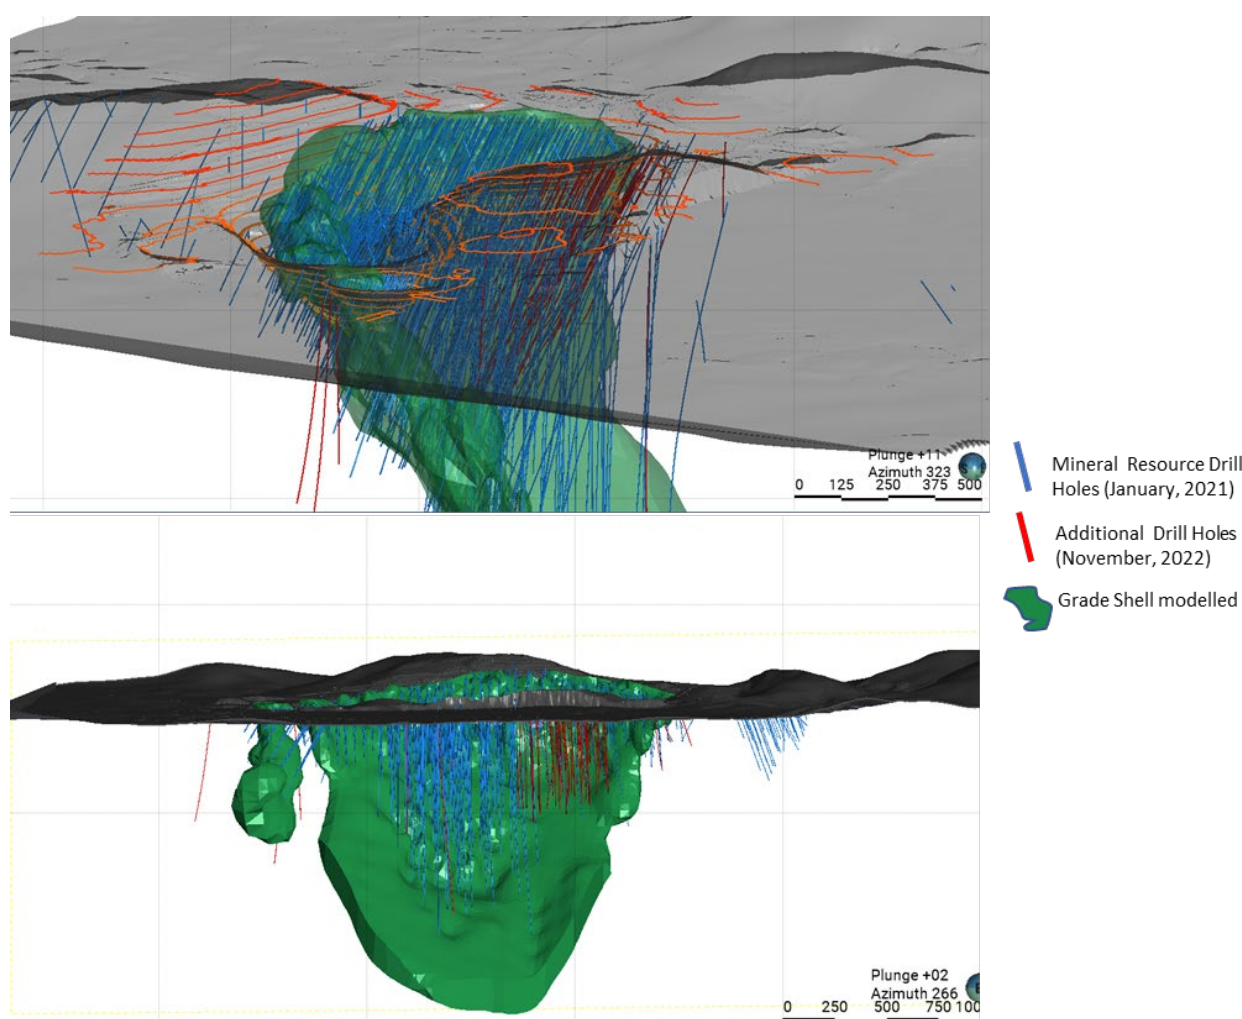 Plunge +11
Azimuth 323
0 125 250 375 500
Mineral Resource Drill
Holes (January, 2021)
Additional Drill Holes
(November, 2022)
Grade Shell modelled
Plunge +02
Azimuth 266
0 250 500 750 100